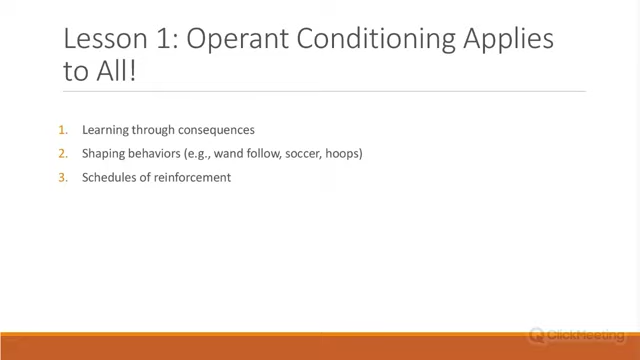 Lesson 1: Operant Conditioning Applies
to All!
1. Learning through consequences
2. Shaping behaviors (e.g., wand follow, soccer, hoops)
3. Schedules of reinforcement
ClickMeeting